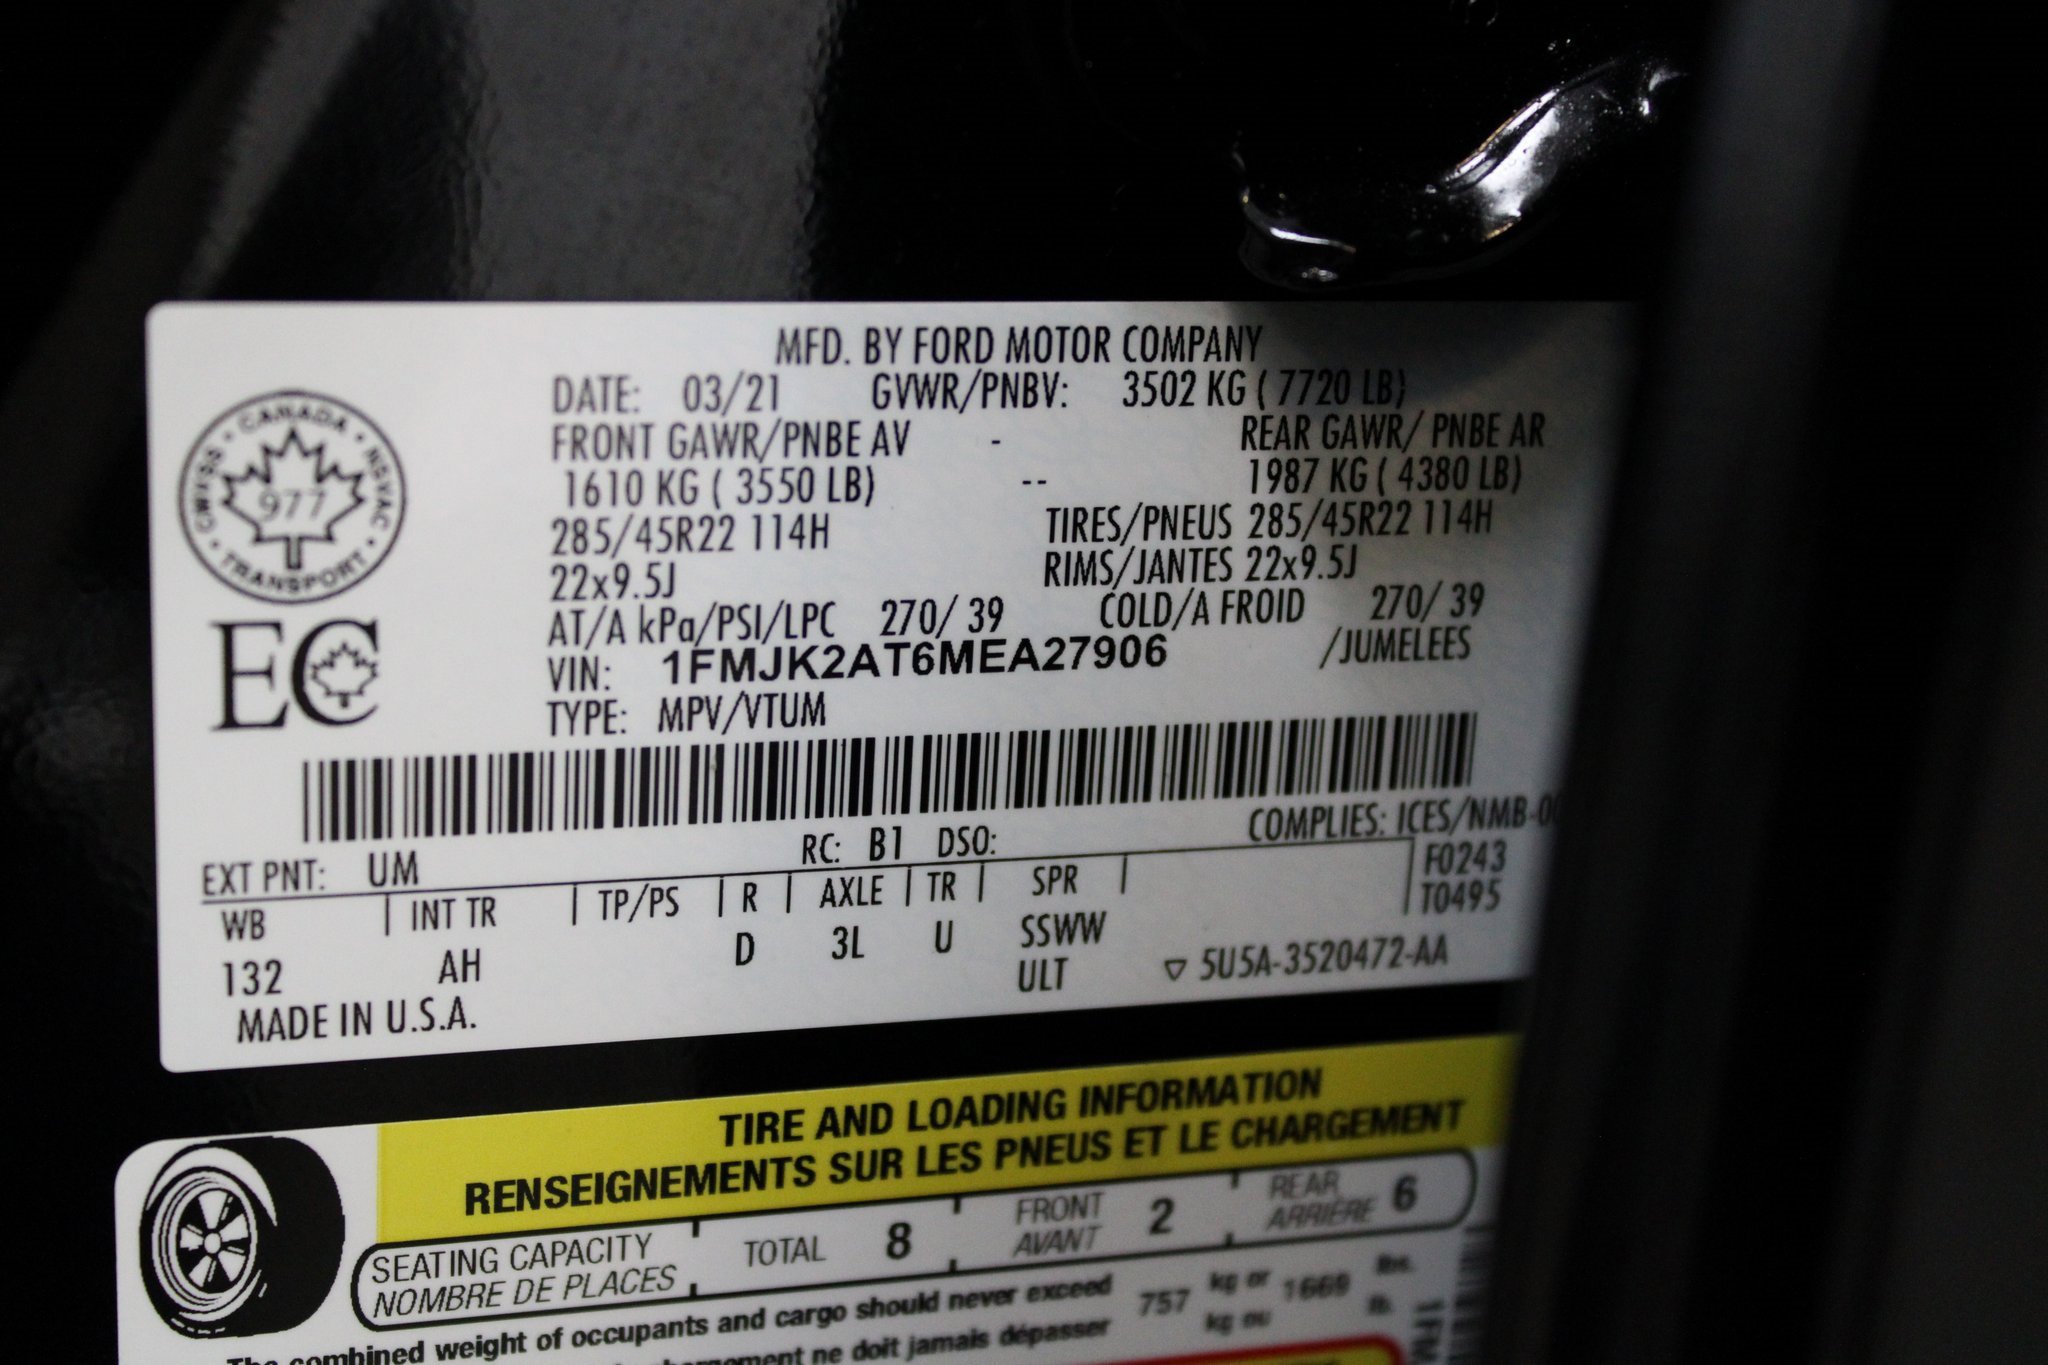 MFD. BY FORD MOTOR COMPANY
DATE: 03/21 GVWR/PNBV: 3502 KG ( 7720 LB)
FRONT GAWR/PNBE AV - REAR GAWR/ PNBE AR
1610 KG ( 3550 LB) -- 1987 KG ( 4380 LB)
285/45R22 114H TIRES/PNEUS 285/45R22 114H
22x9.5J RIMS/JANTES 22x9.5J
AT/A kPa/PSI/LPC 270/ 39 COLD/A FROID 270/ 39
VIN: 1FMJK2AT6MEA27906 /JUMELEES
TYPE: MPV/VTUM
CANADA • NSVAC • TRANSPORT • CMVSS •
977
EC
COMPLIES: ICES/NMB-0
EXT PNT: UM RC: B1 DSO:
WB | INT TR | TP/PS | R | AXLE | TR | SPR | F0243
T0495
132 AH D 3L U SSWW
ULT ▽ 5U5A-3520472-AA
MADE IN U.S.A.
TIRE AND LOADING INFORMATION
RENSEIGNEMENTS SUR LES PNEUS ET LE CHARGEMENT
SEATING CAPACITY TOTAL 8 FRONT 2 REAR 6
NOMBRE DE PLACES AVANT ARRIÈRE
The combined weight of occupants and cargo should never exceed 757 kg or 1669 lbs.
ne doit jamais dépasser kg ou lb.
1FM